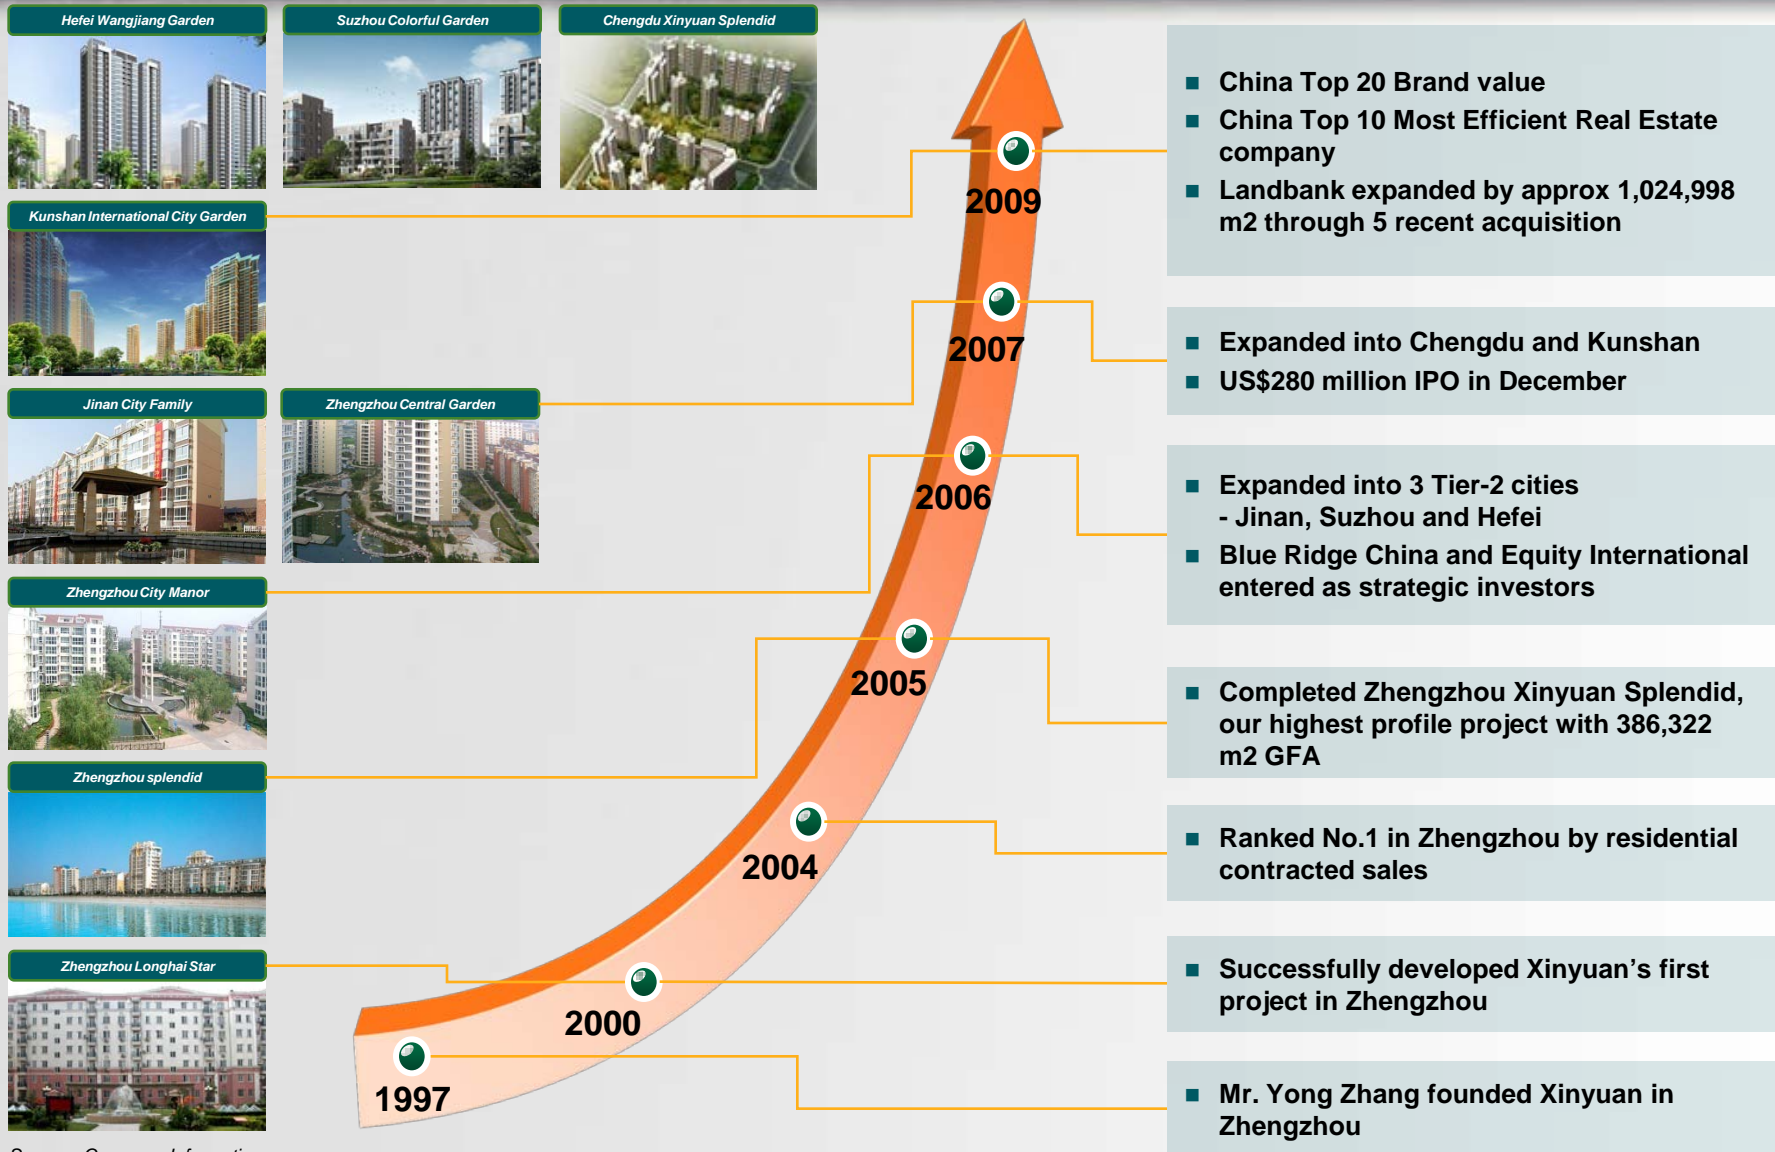 Hefei Wangjiang Garden
Suzhou Colorful Garden
Chengdu Xinyuan Splendid
Kunshan International City Garden
Jinan City Family
Zhengzhou Central Garden
Zhengzhou City Manor
Zhengzhou splendid
Zhengzhou Longhai Star
2009
2007
2006
2005
2004
2000
1997
China Top 20 Brand value
China Top 10 Most Efficient Real Estate
company
Landbank expanded by approx 1,024,998
m2 through 5 recent acquisition
Expanded into Chengdu and Kunshan
US$280 million IPO in December
Expanded into 3 Tier-2 cities
- Jinan, Suzhou and Hefei
Blue Ridge China and Equity International
entered as strategic investors
Completed Zhengzhou Xinyuan Splendid,
our highest profile project with 386,322
m2 GFA
Ranked No.1 in Zhengzhou by residential
contracted sales
Successfully developed Xinyuan’s first
project in Zhengzhou
Mr. Yong Zhang founded Xinyuan in
Zhengzhou